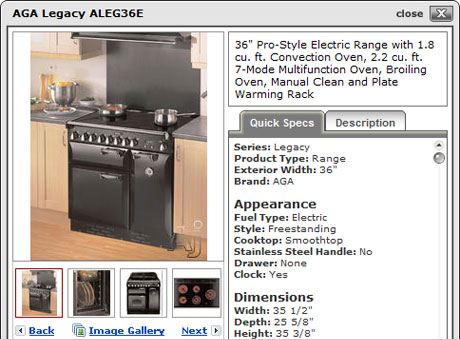 AGA Legacy ALEG36E
close X
36" Pro-Style Electric Range with 1.8
cu. ft. Convection Oven, 2.2 cu. ft.
7-Mode Multifunction Oven, Broiling
Oven, Manual Clean and Plate
Warming Rack
Quick Specs
Description
Series: Legacy
Product Type: Range
Exterior Width: 36"
Brand: AGA
Appearance
Fuel Type: Electric
Style: Freestanding
Cooktop: Smoothtop
Stainless Steel Handle: No
Drawer: None
Clock: Yes
Dimensions
Width: 35 1/2"
Depth: 25 5/8"
Height: 35 3/8"
Back
Image Gallery
Next